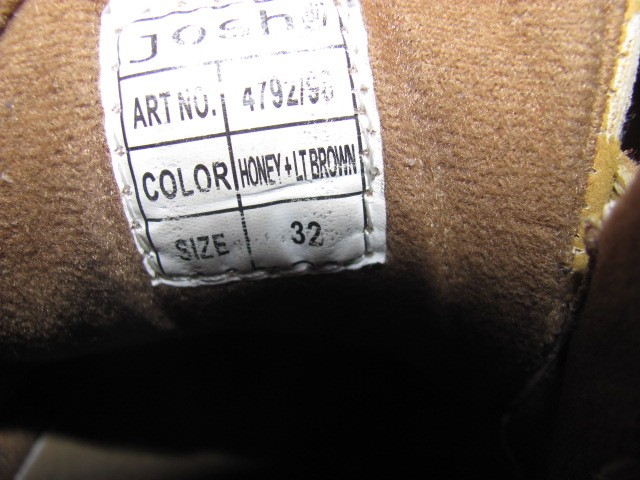 Josh
ART NO. 4792/98
COLOR HONEY + LT BROWN
SIZE 32